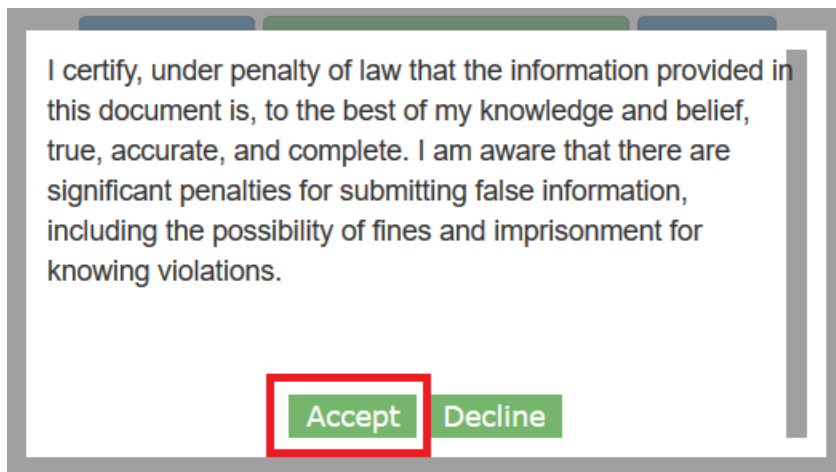 I certify, under penalty of law that the information provided in
this document is, to the best of my knowledge and belief,
true, accurate, and complete. I am aware that there are
significant penalties for submitting false information,
including the possibility of fines and imprisonment for
knowing violations.
Accept Decline